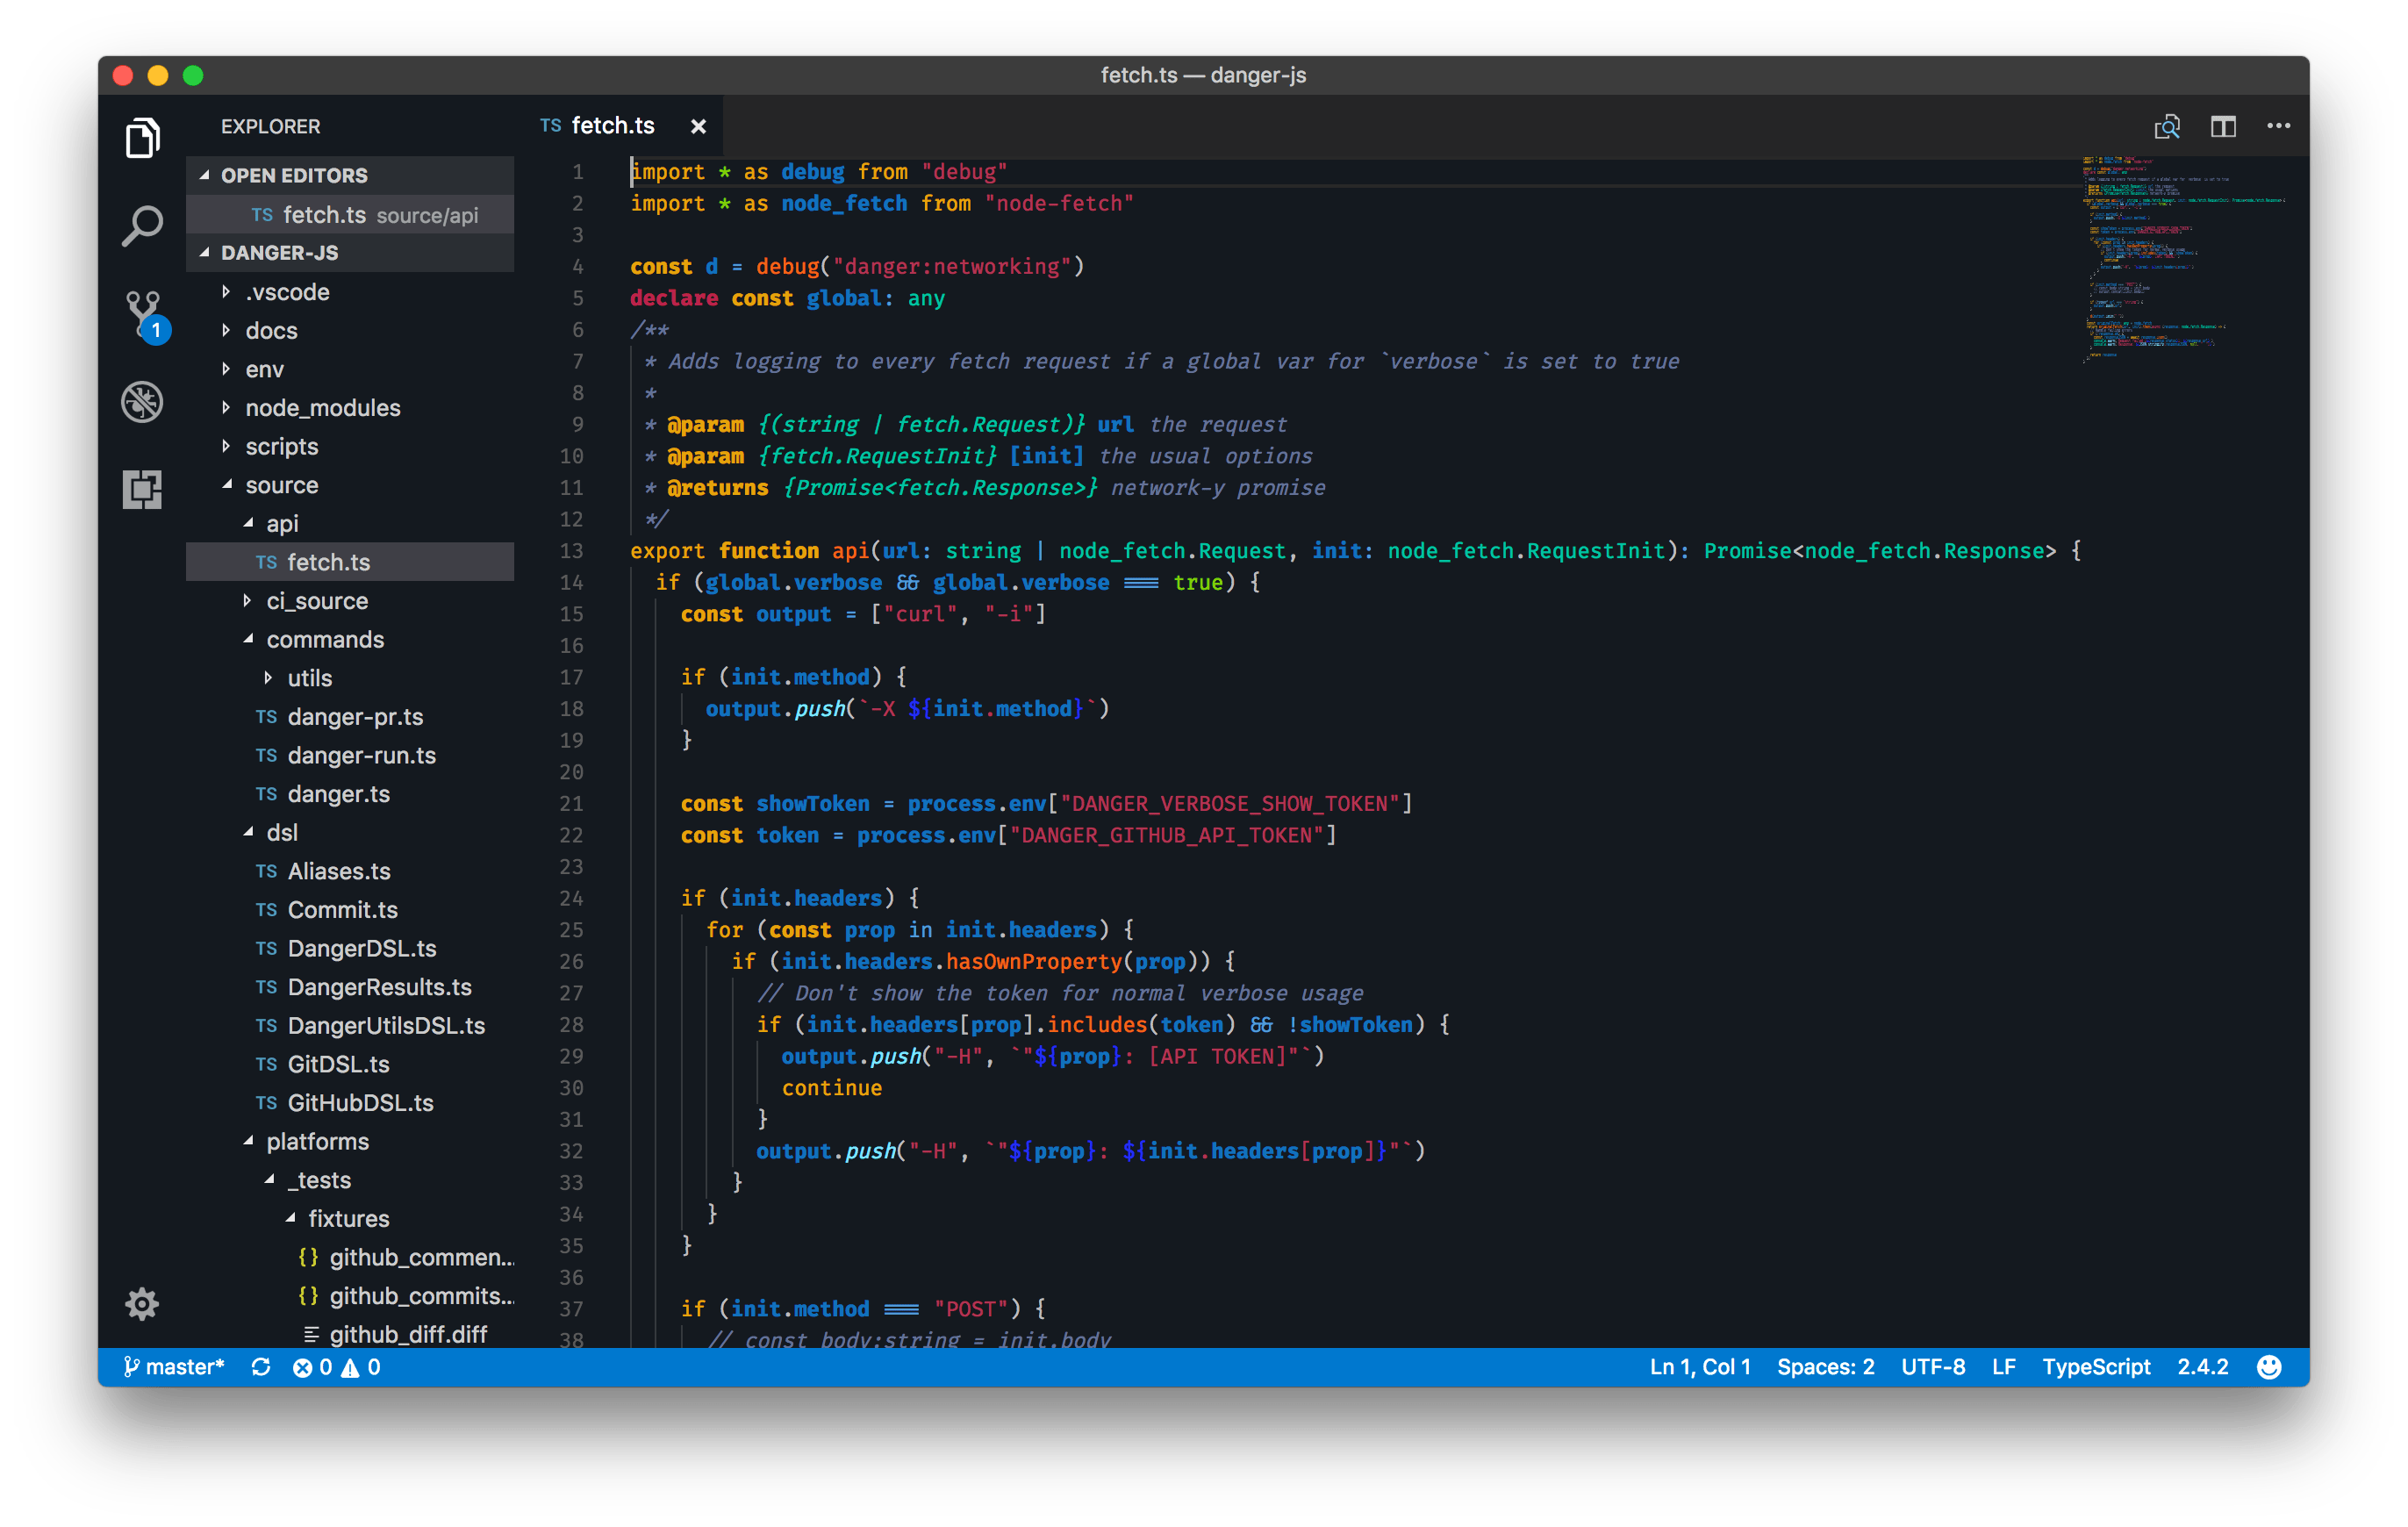 fetch.ts — danger-js
EXPLORER
OPEN EDITORS
TS fetch.ts source/api
DANGER-JS
.vscode
docs
env
node_modules
scripts
source
api
TS fetch.ts
ci_source
commands
utils
TS danger-pr.ts
TS danger-run.ts
TS danger.ts
dsl
TS Aliases.ts
TS Commit.ts
TS DangerDSL.ts
TS DangerResults.ts
TS DangerUtilsDSL.ts
TS GitDSL.ts
TS GitHubDSL.ts
platforms
_tests
fixtures
{} github_commen...
{} github_commits...
github_diff.diff
1
TS fetch.ts ×
1 import * as debug from "debug"
2 import * as node_fetch from "node-fetch"
3
4 const d = debug("danger:networking")
5 declare const global: any
6 /**
7 * Adds logging to every fetch request if a global var for `verbose` is set to true
8 *
9 * @param {(string | fetch.Request)} url the request
10 * @param {fetch.RequestInit} [init] the usual options
11 * @returns {Promise<fetch.Response>} network-y promise
12 */
13 export function api(url: string | node_fetch.Request, init: node_fetch.RequestInit): Promise<node_fetch.Response> {
14 if (global.verbose && global.verbose === true) {
15 const output = ["curl", "-i"]
16
17 if (init.method) {
18 output.push(`-X ${init.method}`)
19 }
20
21 const showToken = process.env["DANGER_VERBOSE_SHOW_TOKEN"]
22 const token = process.env["DANGER_GITHUB_API_TOKEN"]
23
24 if (init.headers) {
25 for (const prop in init.headers) {
26 if (init.headers.hasOwnProperty(prop)) {
27 // Don't show the token for normal verbose usage
28 if (init.headers[prop].includes(token) && !showToken) {
29 output.push("-H", `"${prop}: [API TOKEN]"`)
30 continue
31 }
32 output.push("-H", `"${prop}: ${init.headers[prop]}"`)
33 }
34 }
35 }
36
37 if (init.method === "POST") {
38 // const body:string = init.body
master* 0 0
Ln 1, Col 1 Spaces: 2 UTF-8 LF TypeScript 2.4.2